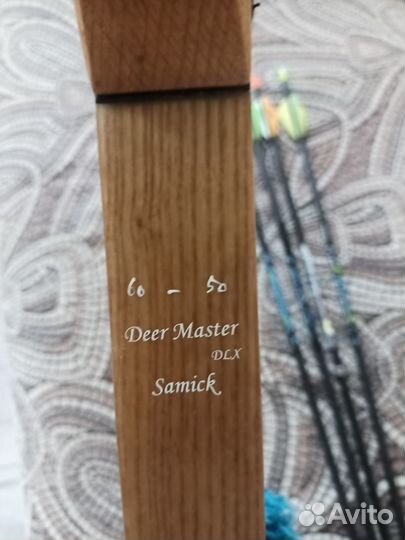 60 - 50
Deer Master
DLX
Samick
Avito